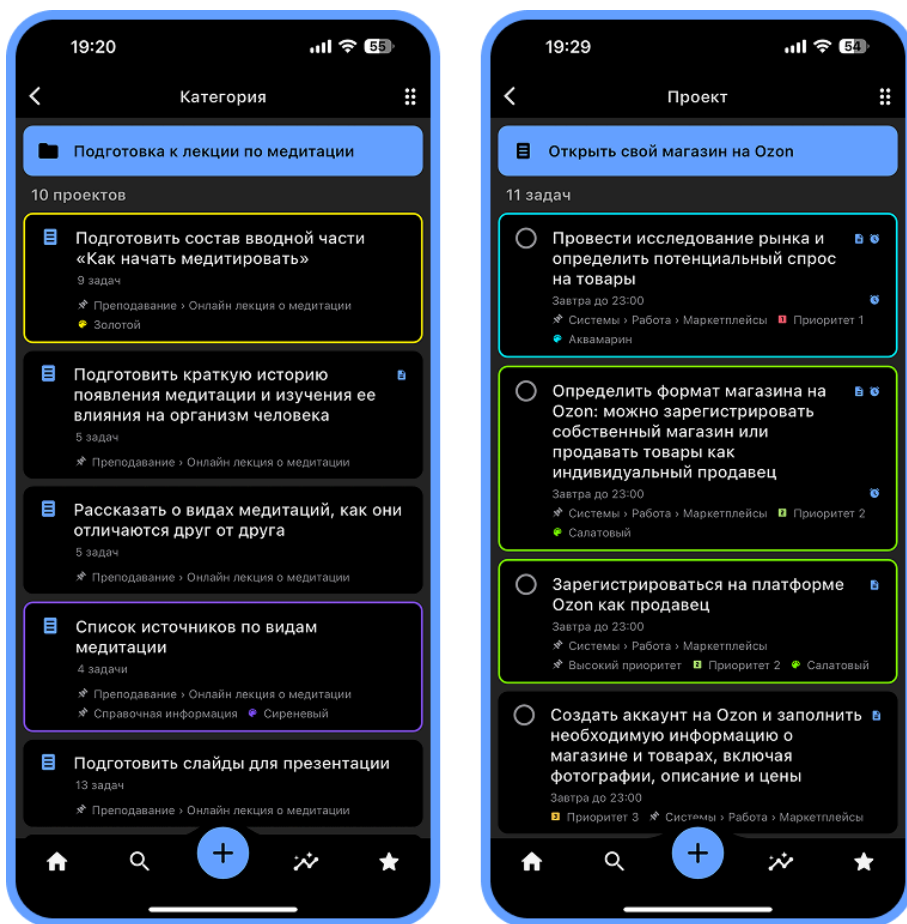 19:20
55
Категория
Подготовка к лекции по медитации
10 проектов
Подготовить состав вводной части
«Как начать медитировать»
9 задач
Преподавание › Онлайн лекция о медитации
Золотой
Подготовить краткую историю
появления медитации и изучения ее
влияния на организм человека
5 задач
Преподавание › Онлайн лекция о медитации
Рассказать о видах медитаций, как они
отличаются друг от друга
5 задач
Преподавание › Онлайн лекция о медитации
Список источников по видам
медитации
4 задачи
Преподавание › Онлайн лекция о медитации
Справочная информация Сиреневый
Подготовить слайды для презентации
13 задач
Преподавание › Онлайн лекция о медитации
19:29
54
Проект
Открыть свой магазин на Ozon
11 задач
Провести исследование рынка и
определить потенциальный спрос
на товары
Завтра до 23:00
Системы › Работа › Маркетплейсы 1 Приоритет 1
Аквамарин
Определить формат магазина на
Ozon: можно зарегистрировать
собственный магазин или
продавать товары как
индивидуальный продавец
Завтра до 23:00
Системы › Работа › Маркетплейсы 2 Приоритет 2
Салатовый
Зарегистрироваться на платформе
Ozon как продавец
Завтра до 23:00
Системы › Работа › Маркетплейсы
Высокий приоритет 2 Приоритет 2 Салатовый
Создать аккаунт на Ozon и заполнить
необходимую информацию о
магазине и товарах, включая
фотографии, описание и цены
Завтра до 23:00
3 Приоритет 3 Системы › Работа › Маркетплейсы